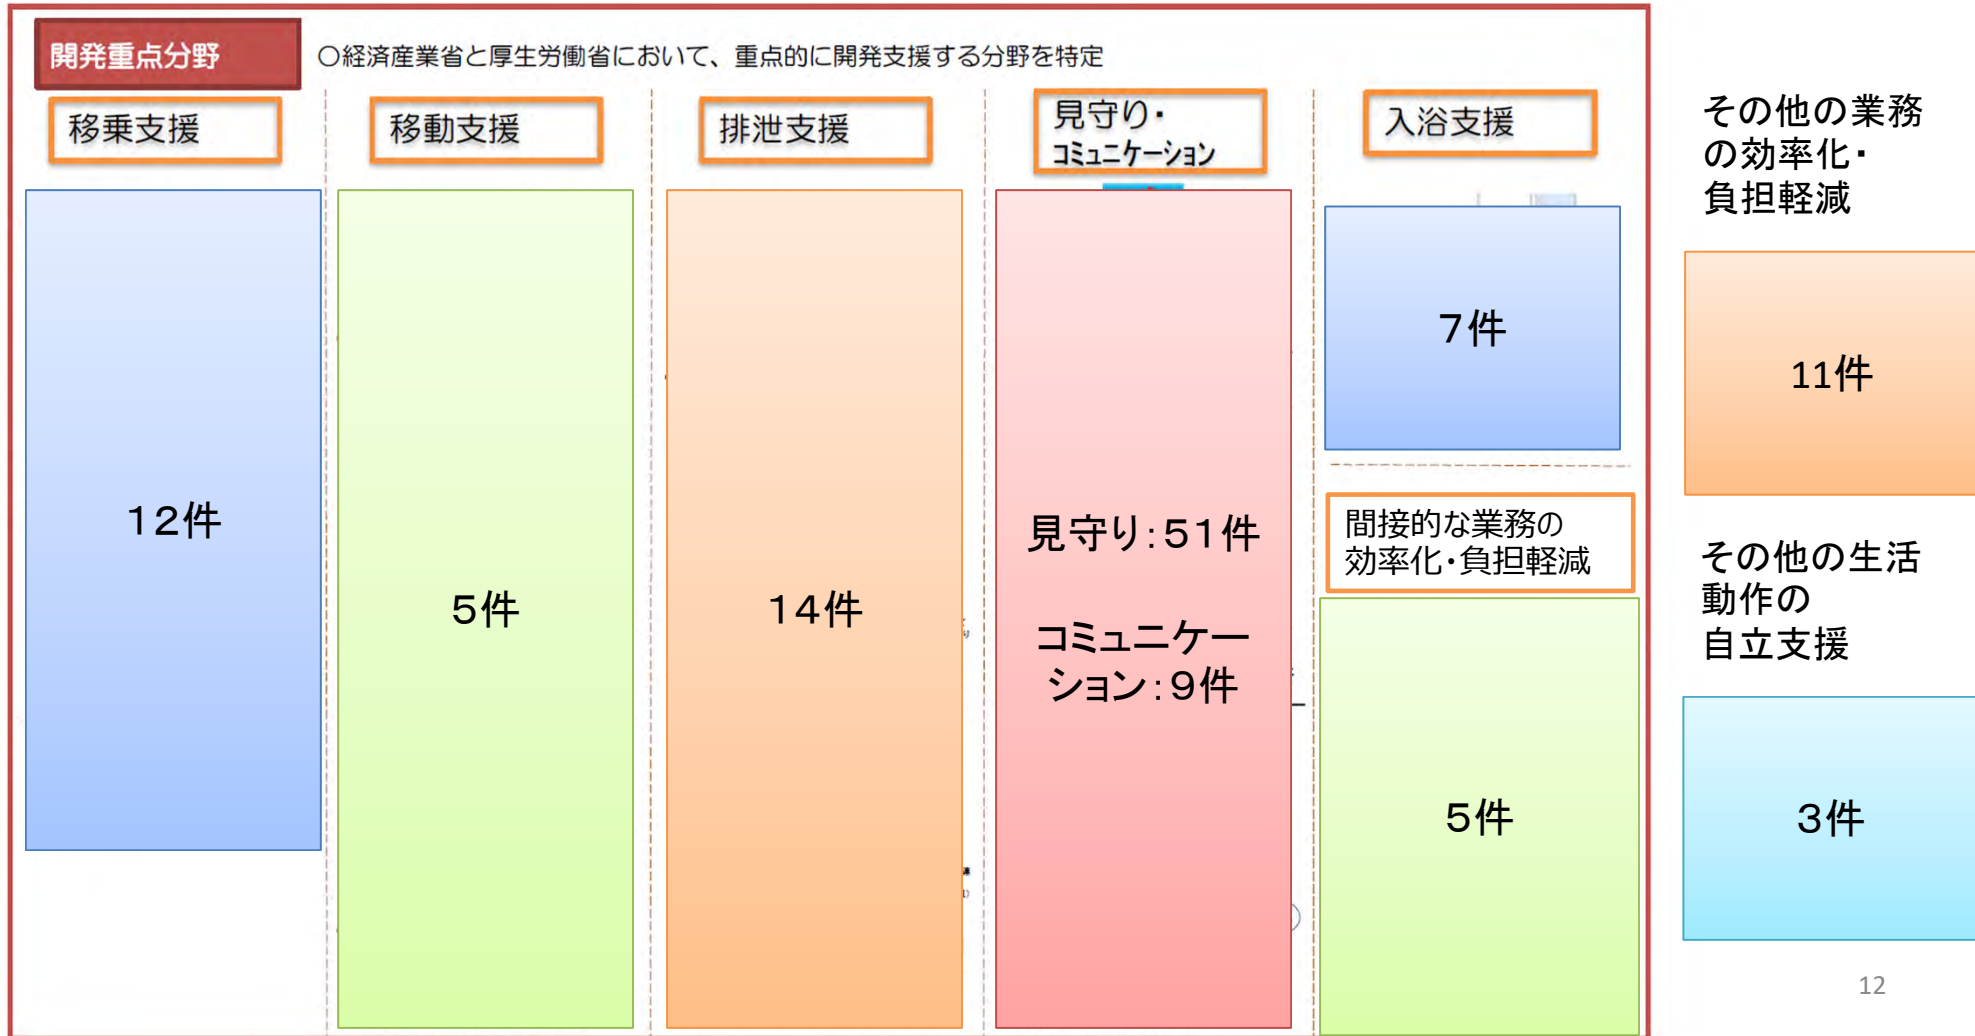 開発重点分野
○経済産業省と厚生労働省において、重点的に開発支援する分野を特定
移乗支援
12件
移動支援
5件
排泄支援
14件
見守り・
コミュニケーション
見守り:51件
コミュニケー
ション:9件
入浴支援
7件
間接的な業務の
効率化・負担軽減
5件
その他の業務
の効率化・
負担軽減
11件
その他の生活
動作の
自立支援
3件
12